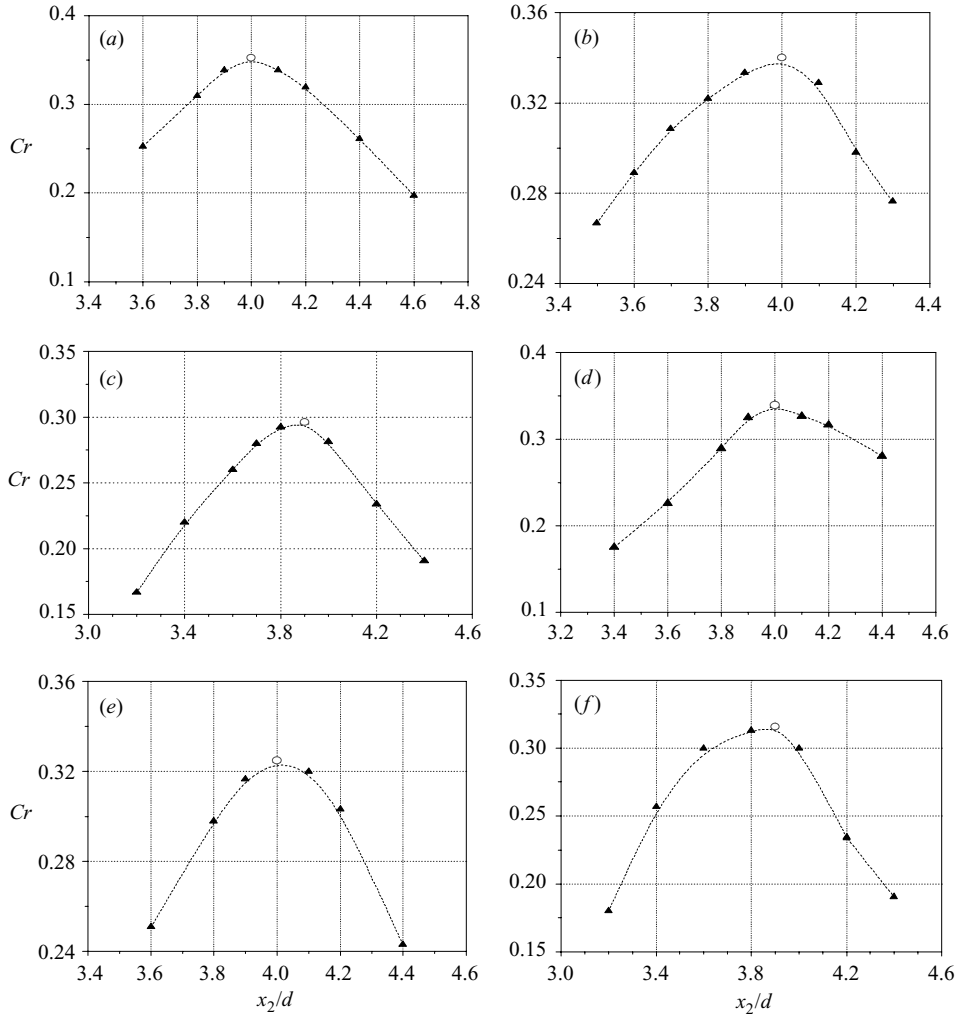 0.4
(a)
0.3
Cr
0.2
0.1
3.4 3.6 3.8 4.0 4.2 4.4 4.6 4.8
0.36
(b)
0.32
0.28
0.24
3.4 3.6 3.8 4.0 4.2 4.4
0.35
(c)
0.30
0.25
Cr
0.20
0.15
3.0 3.4 3.8 4.2 4.6
0.4
(d)
0.3
0.2
0.1
3.2 3.4 3.6 3.8 4.0 4.2 4.4 4.6
0.36
(e)
0.32
Cr
0.28
0.24
3.4 3.6 3.8 4.0 4.2 4.4 4.6
x₂/d
0.35
(f)
0.30
0.25
0.20
0.15
3.0 3.4 3.8 4.2 4.6
x₂/d